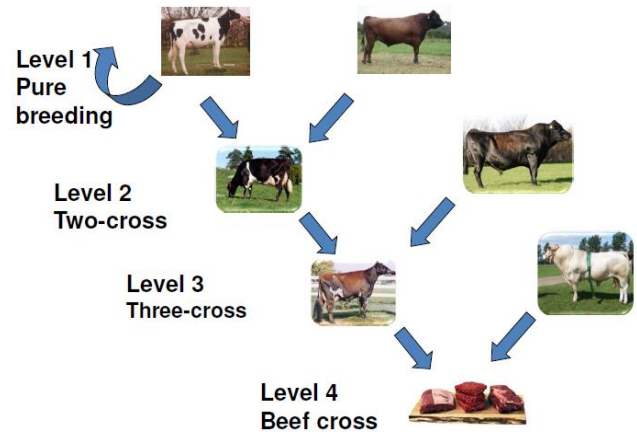 Level 1
Pure
breeding
Level 2
Two-cross
Level 3
Three-cross
Level 4
Beef cross